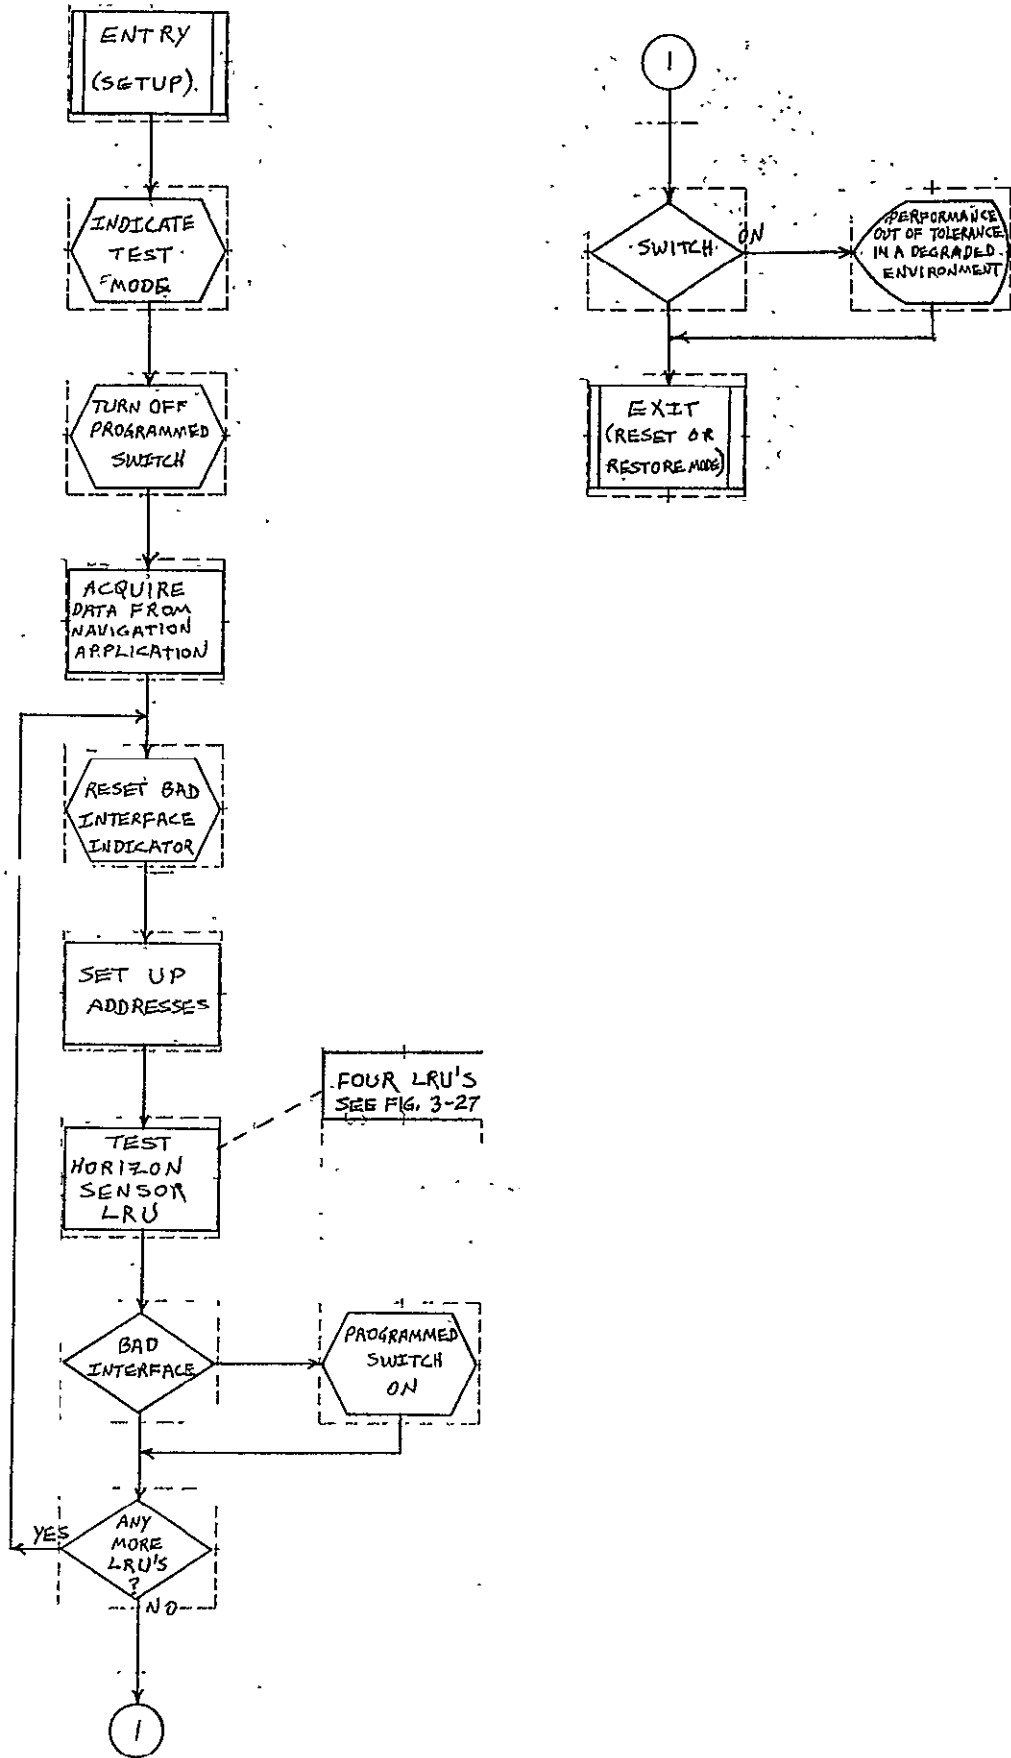 ENTRY
(SETUP).
INDICATE
TEST
MODE
TURN OFF
PROGRAMMED
SWITCH
ACQUIRE
DATA FROM
NAVIGATION
APPLICATION
RESET BAD
INTERFACE
INDICATOR
SET UP
ADDRESSES
FOUR LRU'S
SEE FIG. 3-27
TEST
HORIZON
SENSOR
LRU
BAD
INTERFACE
PROGRAMMED
SWITCH
ON
YES
ANY
MORE
LRU'S
?
NO
1
1
SWITCH
ON
PERFORMANCE
OUT OF TOLERANCE
IN A DEGRADED
ENVIRONMENT
EXIT
(RESET OR
RESTORE MODE)